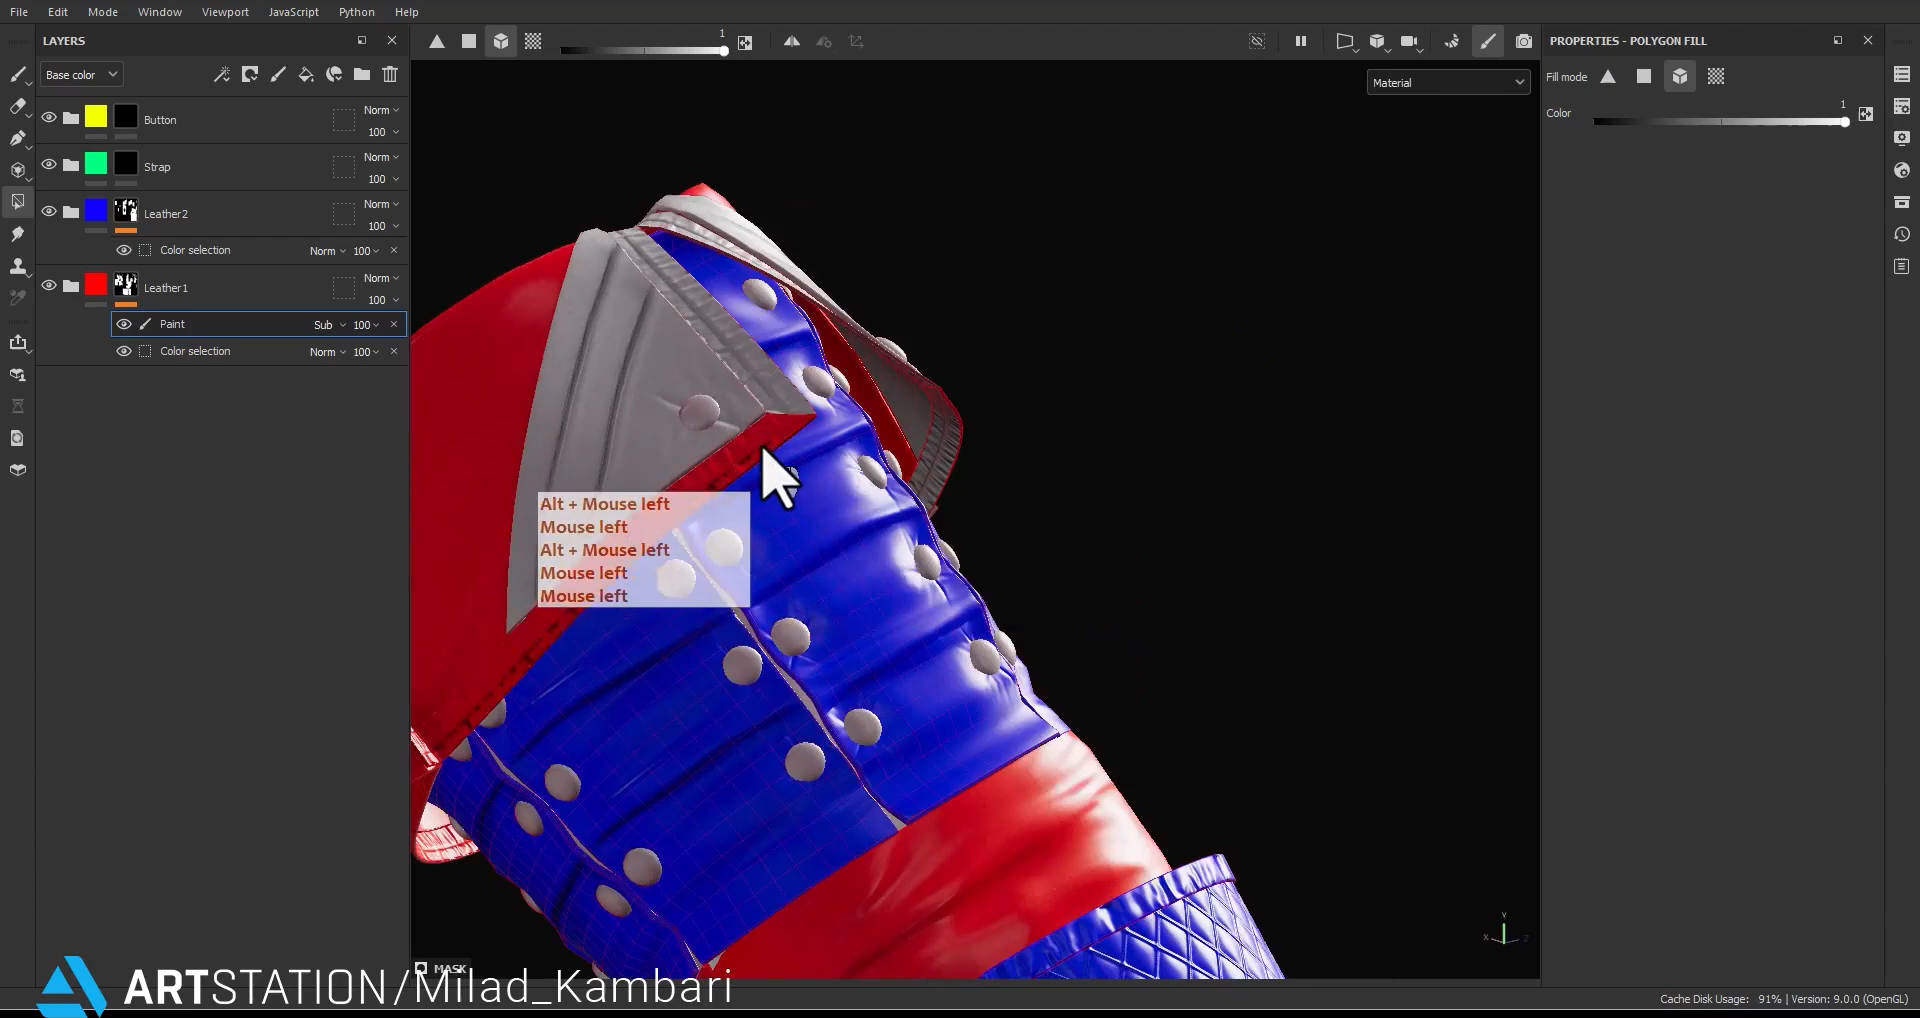 File Edit Mode Window Viewport JavaScript Python Help
LAYERS
Base color
Button Norm 100
Strap Norm 100
Leather2 Norm 100
Color selection Norm 100
Leather1 Norm 100
Paint Sub 100
Color selection Norm 100
1
Material
Alt + Mouse left
Mouse left
Alt + Mouse left
Mouse left
Mouse left
Y
X Z
MASK
ARTSTATION/Milad_Kambari
PROPERTIES - POLYGON FILL
Fill mode
Color 1
Cache Disk Usage: 91% | Version: 9.0.0 (OpenGL)